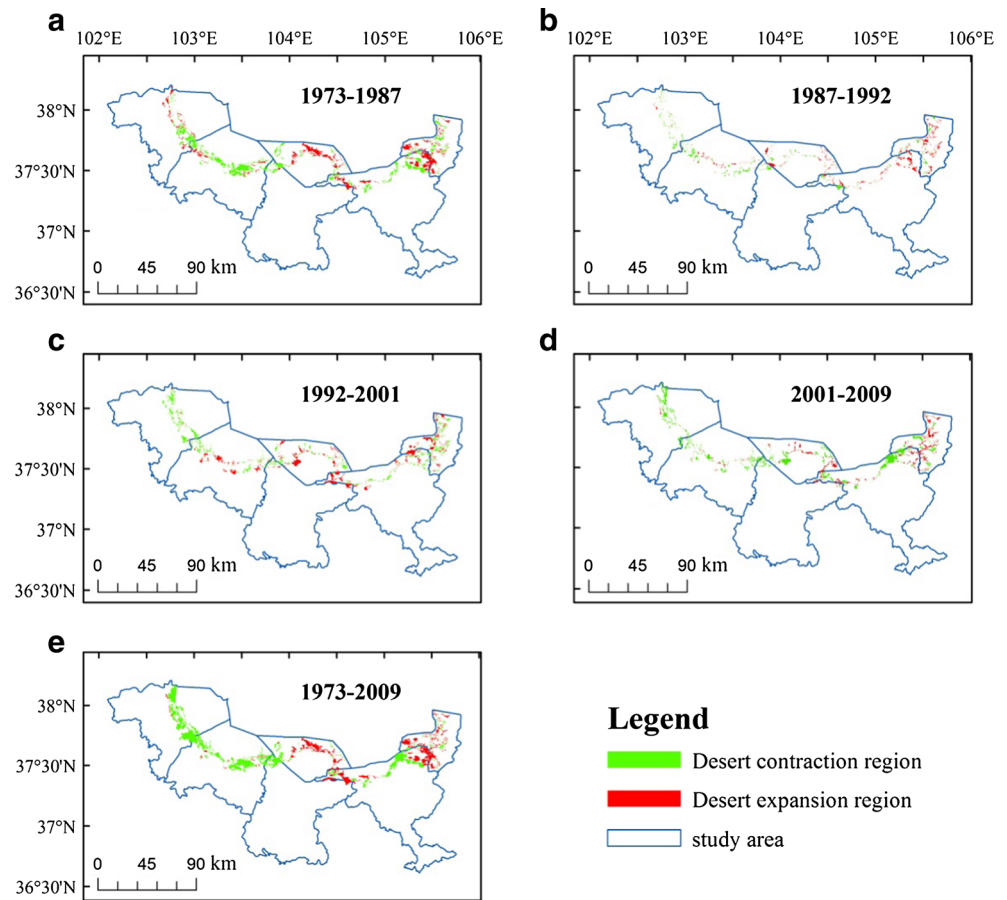 a
b
102°E 103°E 104°E 105°E 106°E
102°E 103°E 104°E 105°E 106°E
38°N
37°30'N
37°N
36°30'N
1973-1987
0 45 90 km
1987-1992
0 45 90 km
c
d
38°N
37°30'N
37°N
36°30'N
1992-2001
0 45 90 km
2001-2009
0 45 90 km
e
38°N
37°30'N
37°N
36°30'N
1973-2009
0 45 90 km
Legend
Desert contraction region
Desert expansion region
study area